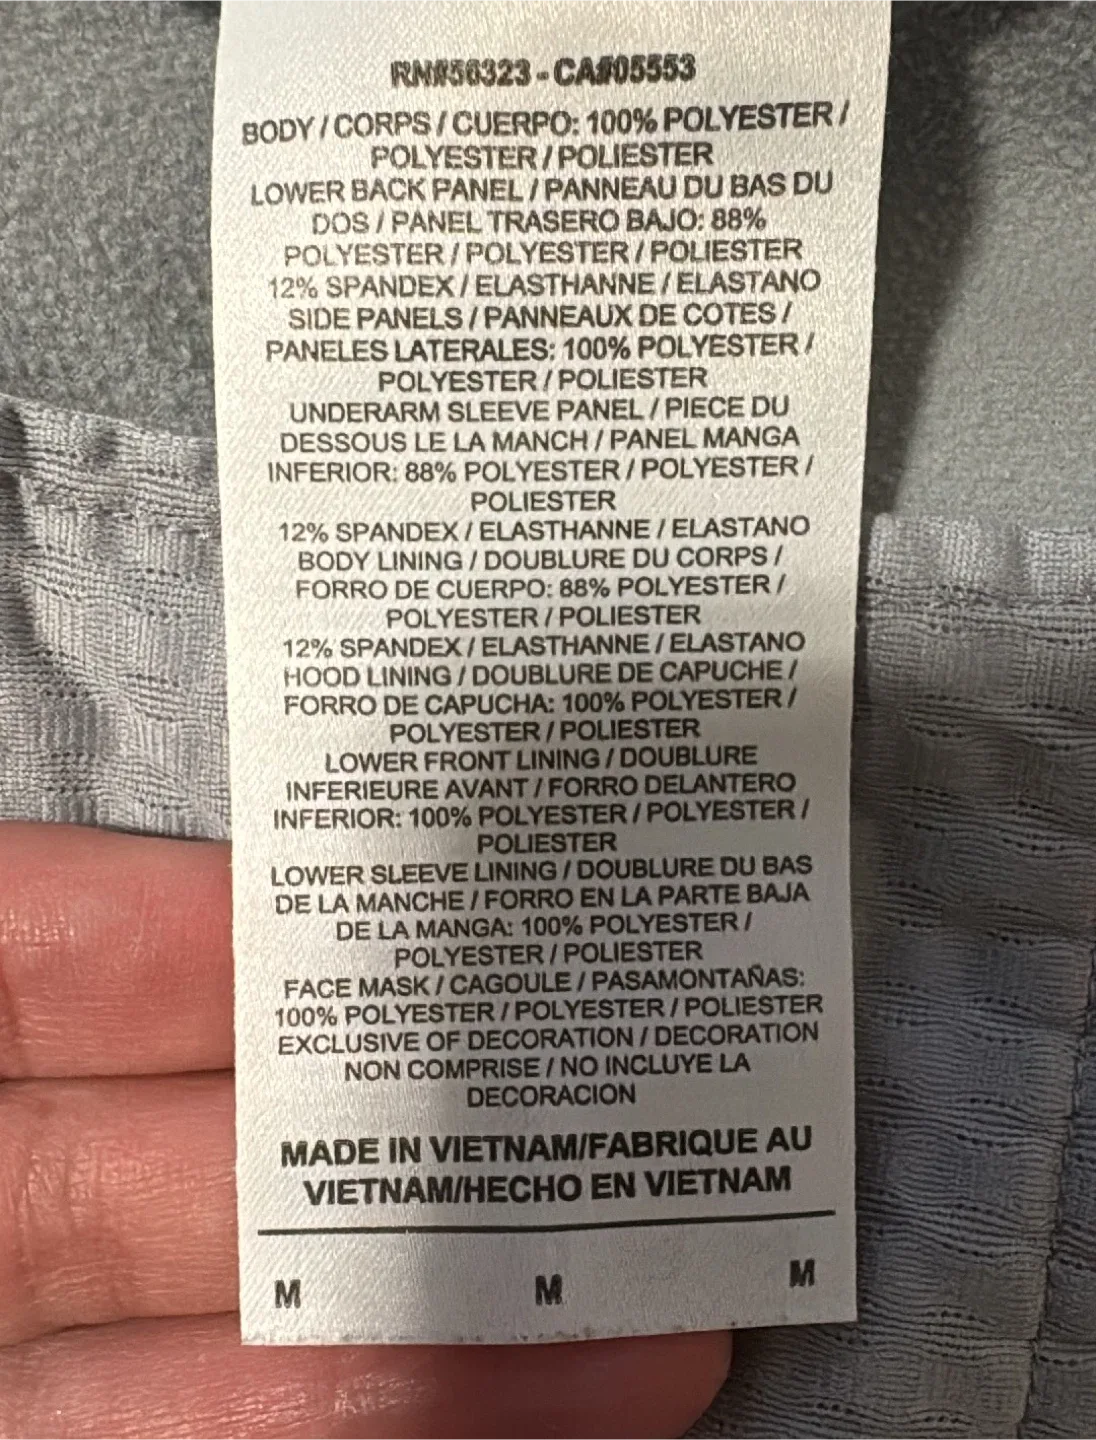 RN#56323 - CA#05553
BODY / CORPS / CUERPO: 100% POLYESTER /
POLYESTER / POLIESTER
LOWER BACK PANEL / PANNEAU DU BAS DU
DOS / PANEL TRASERO BAJO: 88%
POLYESTER / POLYESTER / POLIESTER
12% SPANDEX / ELASTHANNE / ELASTANO
SIDE PANELS / PANNEAUX DE COTES /
PANELES LATERALES: 100% POLYESTER /
POLYESTER / POLIESTER
UNDERARM SLEEVE PANEL / PIECE DU
DESSOUS LE LA MANCH / PANEL MANGA
INFERIOR: 88% POLYESTER / POLYESTER /
POLIESTER
12% SPANDEX / ELASTHANNE / ELASTANO
BODY LINING / DOUBLURE DU CORPS /
FORRO DE CUERPO: 88% POLYESTER /
POLYESTER / POLIESTER
12% SPANDEX / ELASTHANNE / ELASTANO
HOOD LINING / DOUBLURE DE CAPUCHE /
FORRO DE CAPUCHA: 100% POLYESTER /
POLYESTER / POLIESTER
LOWER FRONT LINING / DOUBLURE
INFERIEURE AVANT / FORRO DELANTERO
INFERIOR: 100% POLYESTER / POLYESTER /
POLIESTER
LOWER SLEEVE LINING / DOUBLURE DU BAS
DE LA MANCHE / FORRO EN LA PARTE BAJA
DE LA MANGA: 100% POLYESTER /
POLYESTER / POLIESTER
FACE MASK / CAGOULE / PASAMONTAÑAS:
100% POLYESTER / POLYESTER / POLIESTER
EXCLUSIVE OF DECORATION / DECORATION
NON COMPRISE / NO INCLUYE LA
DECORACION
MADE IN VIETNAM/FABRIQUE AU
VIETNAM/HECHO EN VIETNAM
M M M